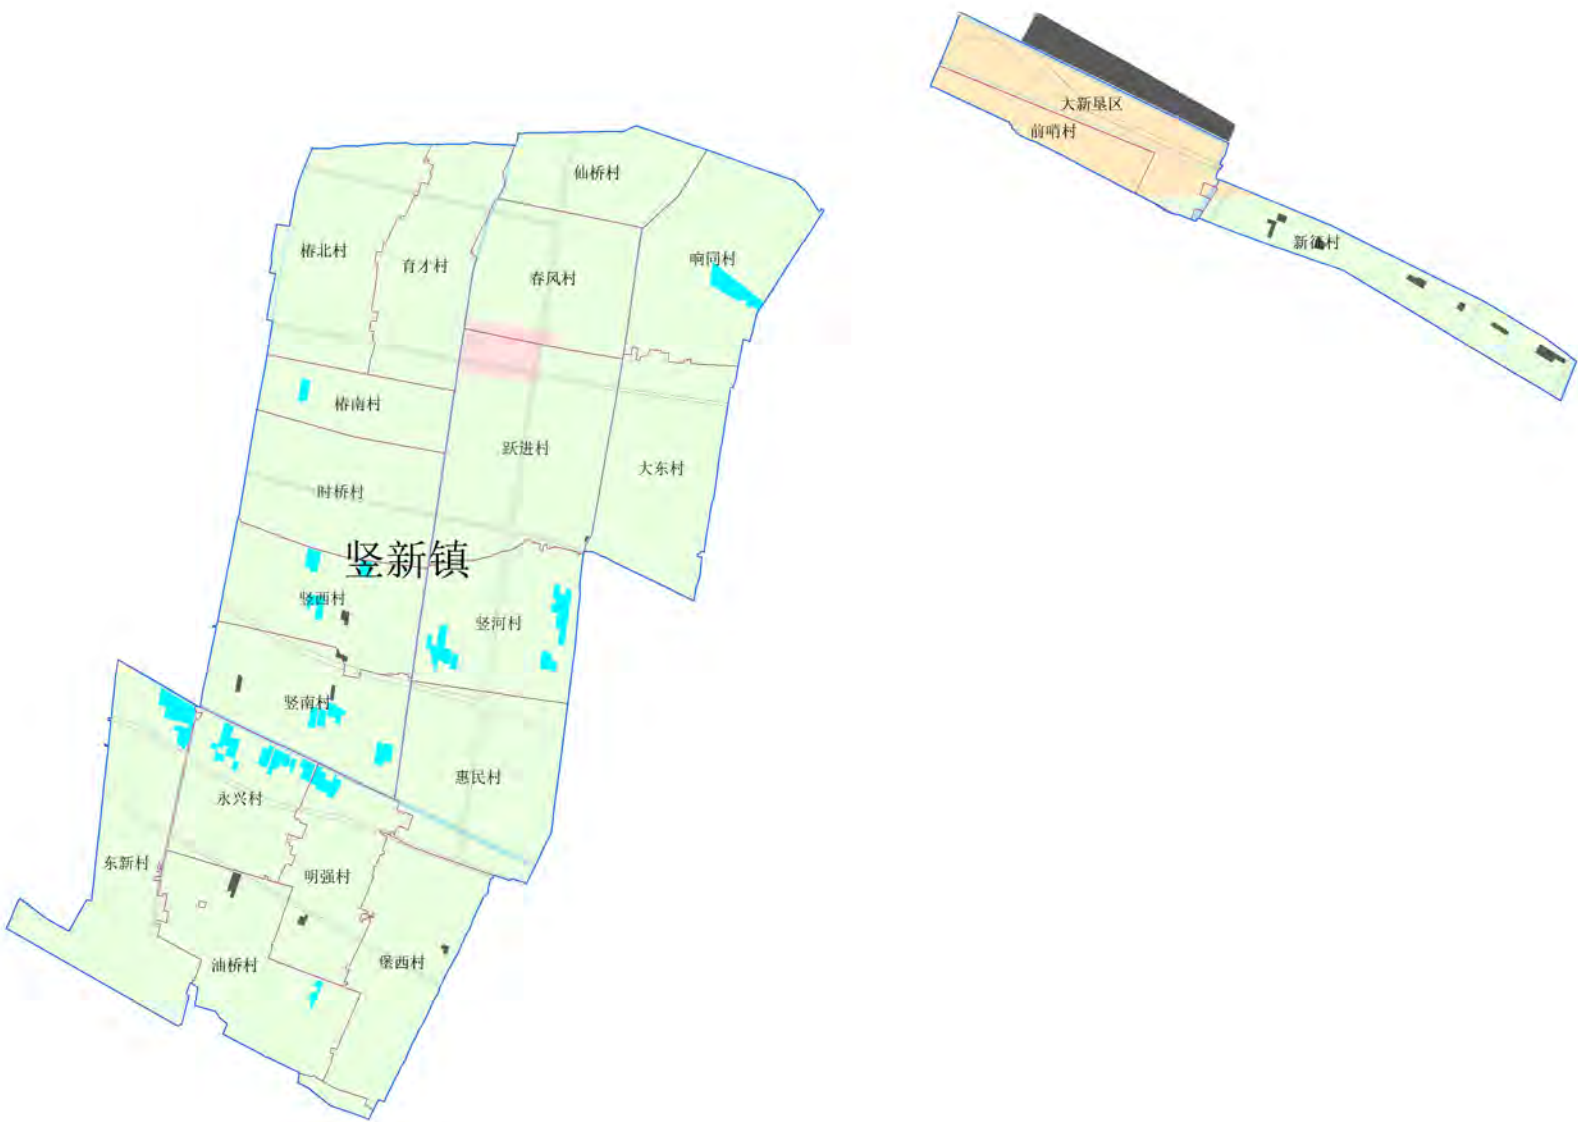 大新垦区
前哨村
仙桥村
新征村
椿北村
育才村
响同村
春风村
椿南村
跃进村
大东村
时桥村
竖新镇
竖西村
竖河村
竖南村
惠民村
永兴村
东新村
明强村
油桥村
堡西村